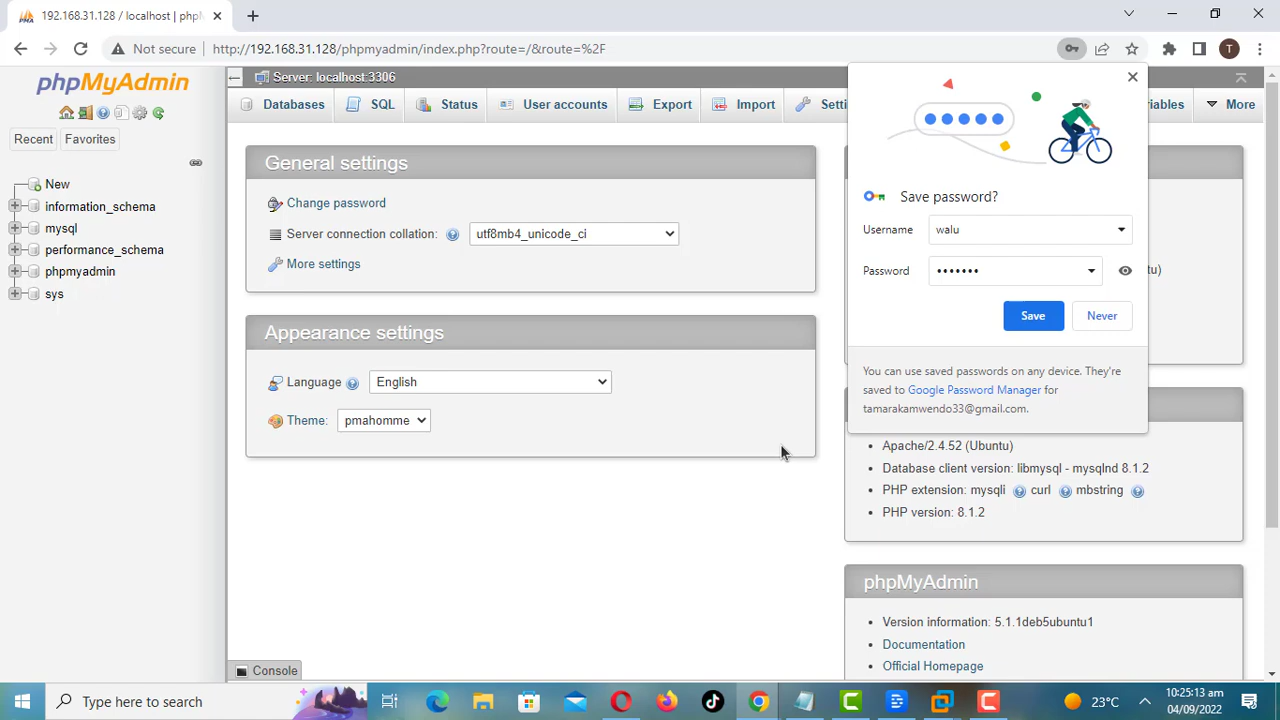 192.168.31.128 / localhost | phpM
Not secure
http://192.168.31.128/phpmyadmin/index.php?route=/&route=%2F
T
phpMyAdmin
Recent
Favorites
New
information_schema
mysql
performance_schema
phpmyadmin
sys
Server: localhost:3306
Databases
SQL
Status
User accounts
Export
Import
More
General settings
Change password
Server connection collation:
utf8mb4_unicode_ci
More settings
Appearance settings
Language
English
Theme:
pmahomme
Save password?
Username
walu
Password
•••••••
Save
Never
You can use saved passwords on any device. They're
saved to Google Password Manager for
tamarakamwendo33@gmail.com.
Apache/2.4.52 (Ubuntu)
Database client version: libmysql - mysqlnd 8.1.2
PHP extension: mysqli curl mbstring
PHP version: 8.1.2
phpMyAdmin
Version information: 5.1.1deb5ubuntu1
Documentation
Official Homepage
Console
Type here to search
23°C
10:25:13 am
04/09/2022